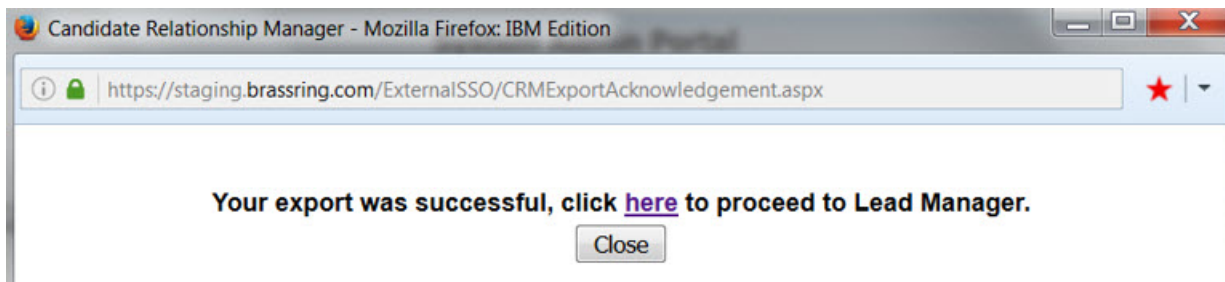 Candidate Relationship Manager - Mozilla Firefox: IBM Edition
https://staging.brassring.com/ExternalSSO/CRMExportAcknowledgement.aspx
Your export was successful, click here to proceed to Lead Manager.
Close